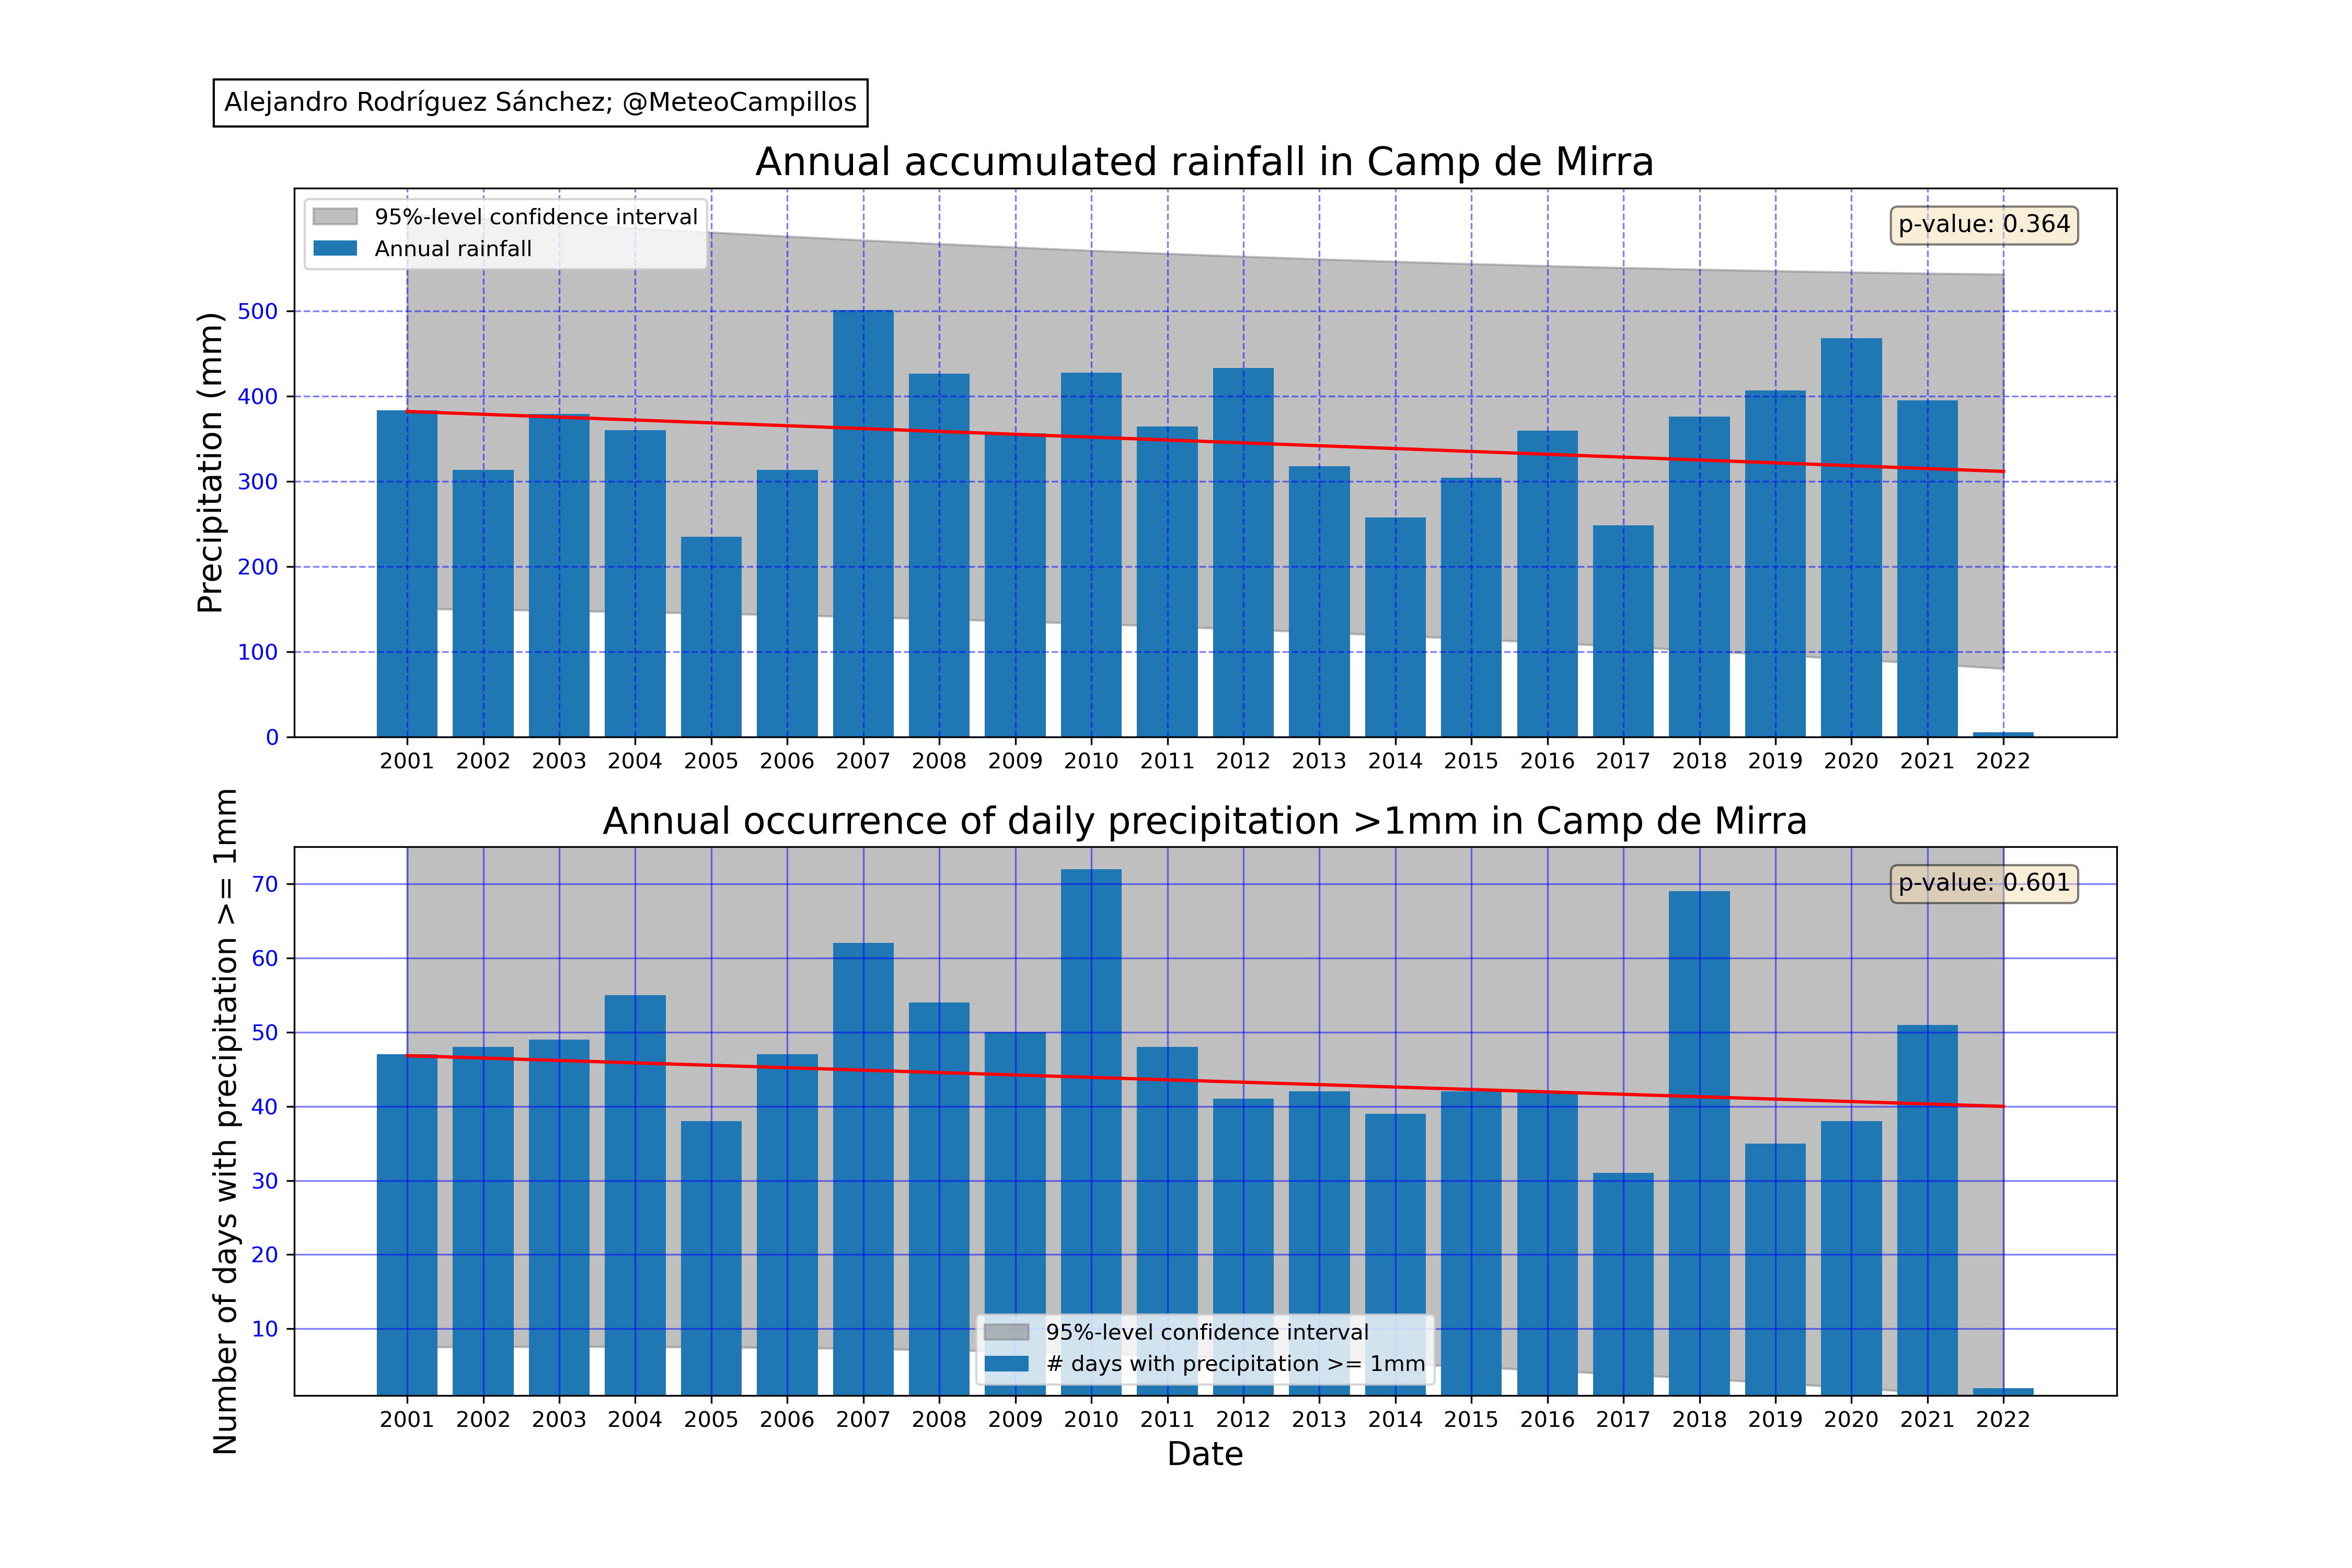 Alejandro Rodríguez Sánchez; @MeteoCampillos
Annual accumulated rainfall in Camp de Mirra
95%-level confidence interval
Annual rainfall
p-value: 0.364
Precipitation (mm)
500
400
300
200
100
0
2001 2002 2003 2004 2005 2006 2007 2008 2009 2010 2011 2012 2013 2014 2015 2016 2017 2018 2019 2020 2021 2022
Annual occurrence of daily precipitation >1mm in Camp de Mirra
p-value: 0.601
Number of days with precipitation >= 1mm
70
60
50
40
30
20
10
95%-level confidence interval
# days with precipitation >= 1mm
2001 2002 2003 2004 2005 2006 2007 2008 2009 2010 2011 2012 2013 2014 2015 2016 2017 2018 2019 2020 2021 2022
Date